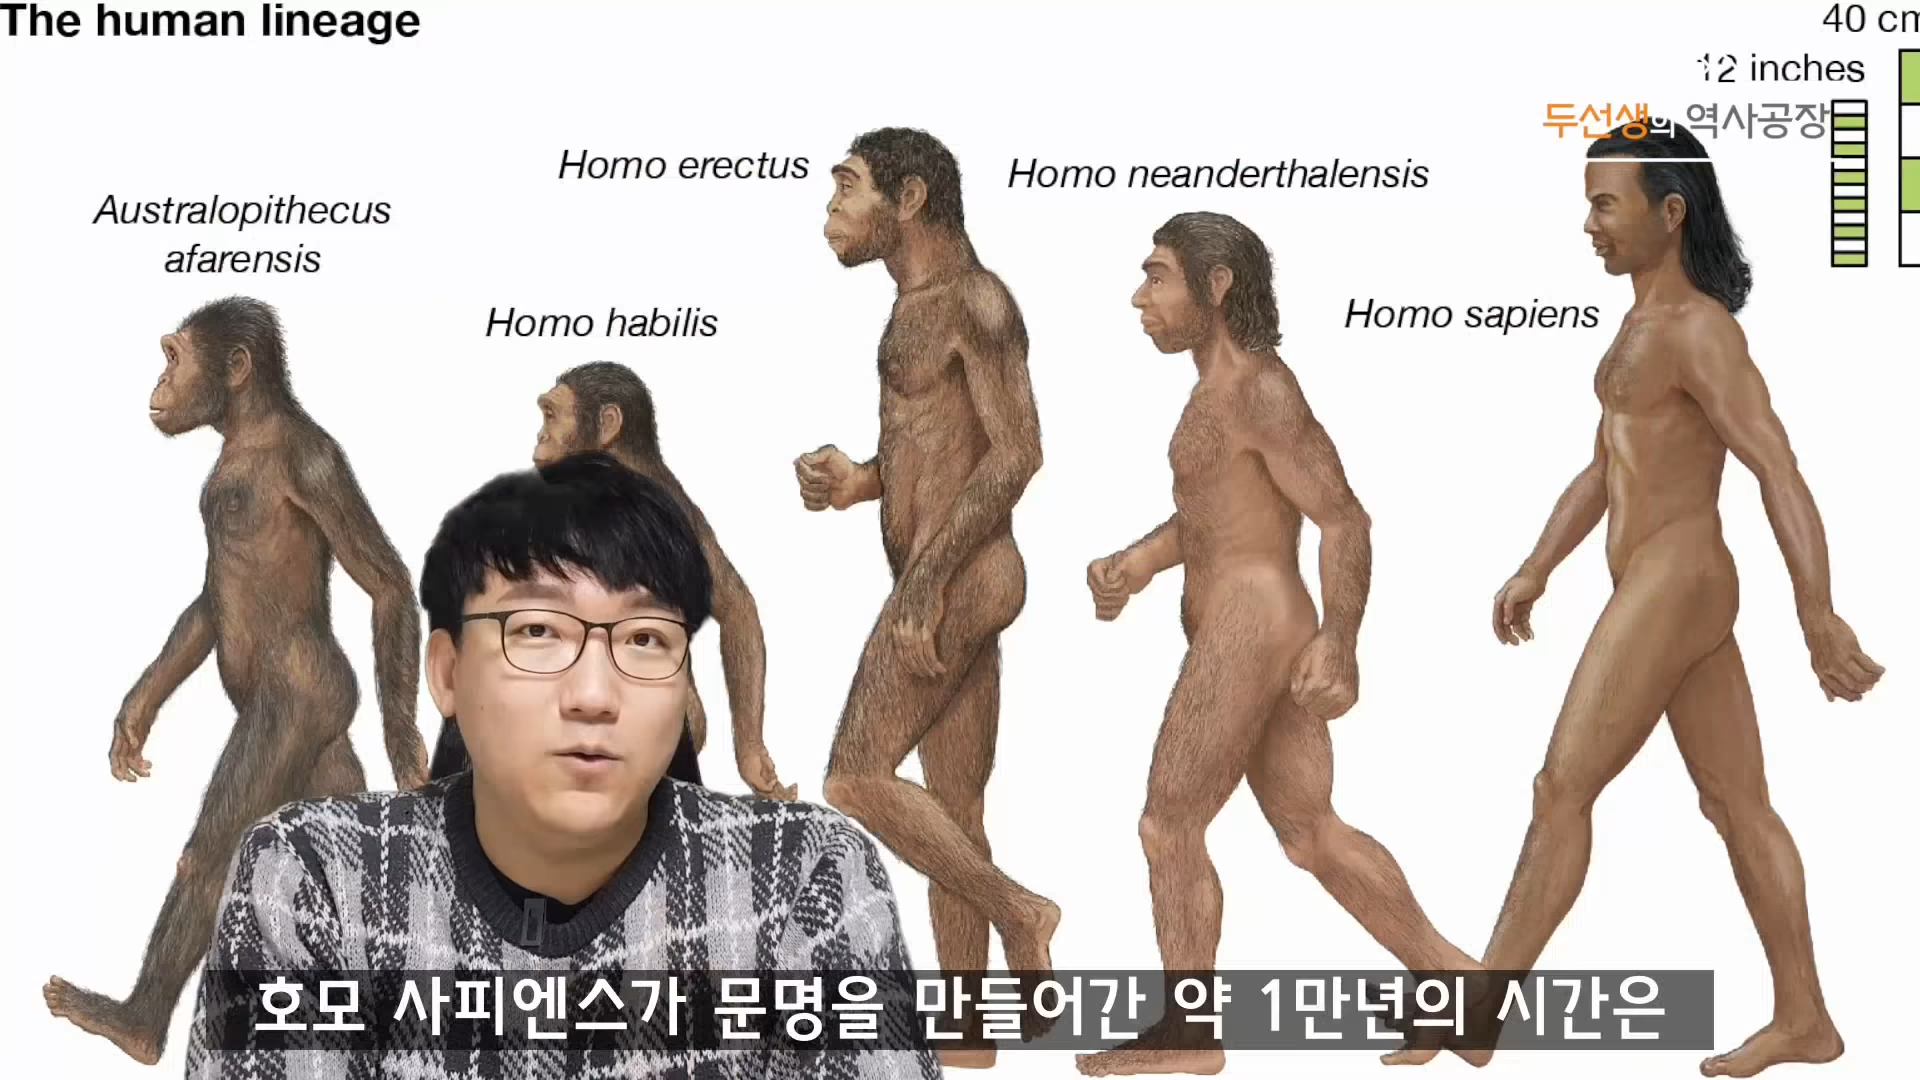 The human lineage
40 cm
12 inches
두선생의 역사공장
Homo erectus
Homo neanderthalensis
Australopithecus
afarensis
Homo habilis
Homo sapiens
호모 사피엔스가 문명을 만들어간 약 1만년의 시간은